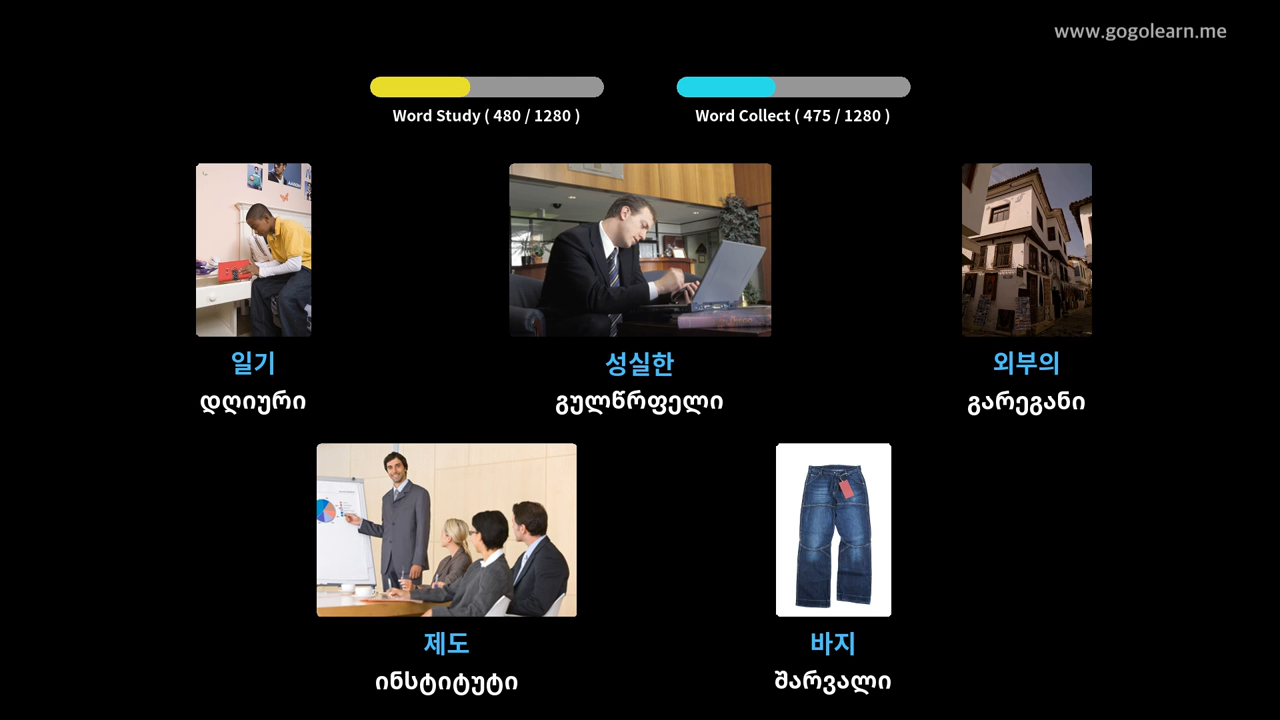 www.gogolearn.me
Word Study ( 480 / 1280 )
Word Collect ( 475 / 1280 )
일기
დღიური
성실한
გულწრფელი
외부의
გარეგანი
제도
ინსტიტუტი
바지
შარვალი